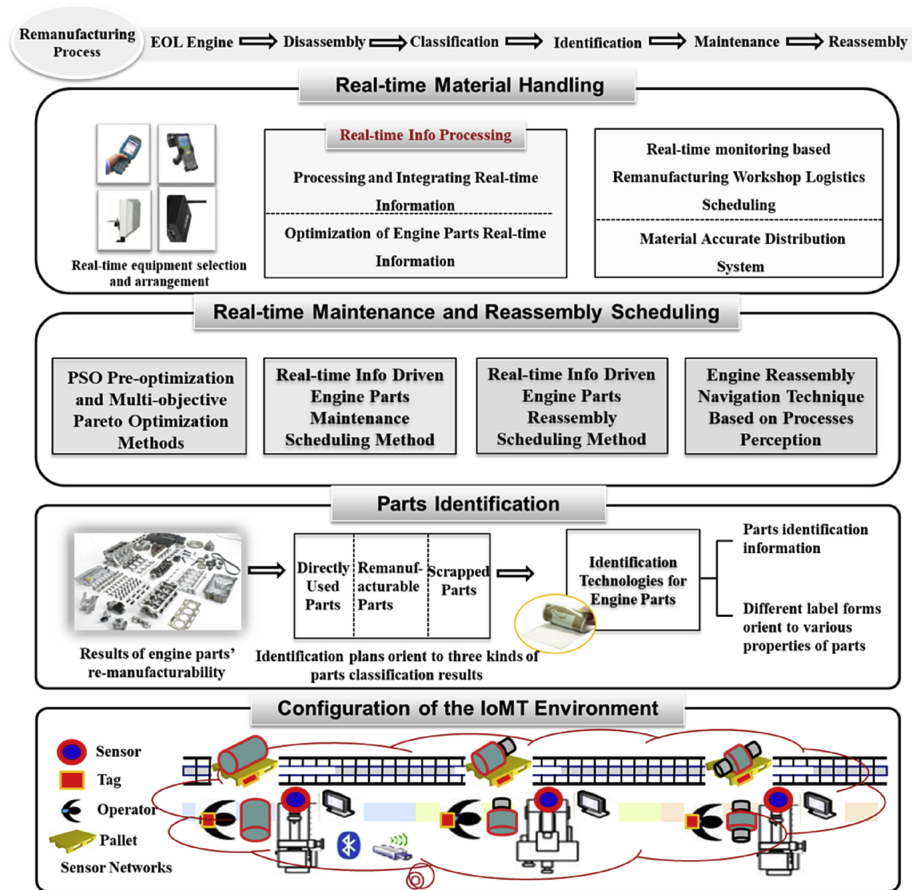 Remanufacturing
Process
EOL Engine
Disassembly
Classification
Identification
Maintenance
Reassembly
Real-time Material Handling
Real-time equipment selection
and arrangement
Real-time Info Processing
Processing and Integrating Real-time
Information
Optimization of Engine Parts Real-time
Information
Real-time monitoring based
Remanufacturing Workshop Logistics
Scheduling
Material Accurate Distribution
System
Real-time Maintenance and Reassembly Scheduling
PSO Pre-optimization
and Multi-objective
Pareto Optimization
Methods
Real-time Info Driven
Engine Parts
Maintenance
Scheduling Method
Real-time Info Driven
Engine Parts
Reassembly
Scheduling Method
Engine Reassembly
Navigation Technique
Based on Processes
Perception
Parts Identification
Results of engine parts'
re-manufacturability
Directly
Used
Parts
Remanuf-
acturable
Parts
Scrapped
Parts
Identification plans orient to three kinds of
parts classification results
Identification
Technologies for
Engine Parts
Parts identification
information
Different label forms
orient to various
properties of parts
Configuration of the IoMT Environment
Sensor
Tag
Operator
Pallet
Sensor Networks